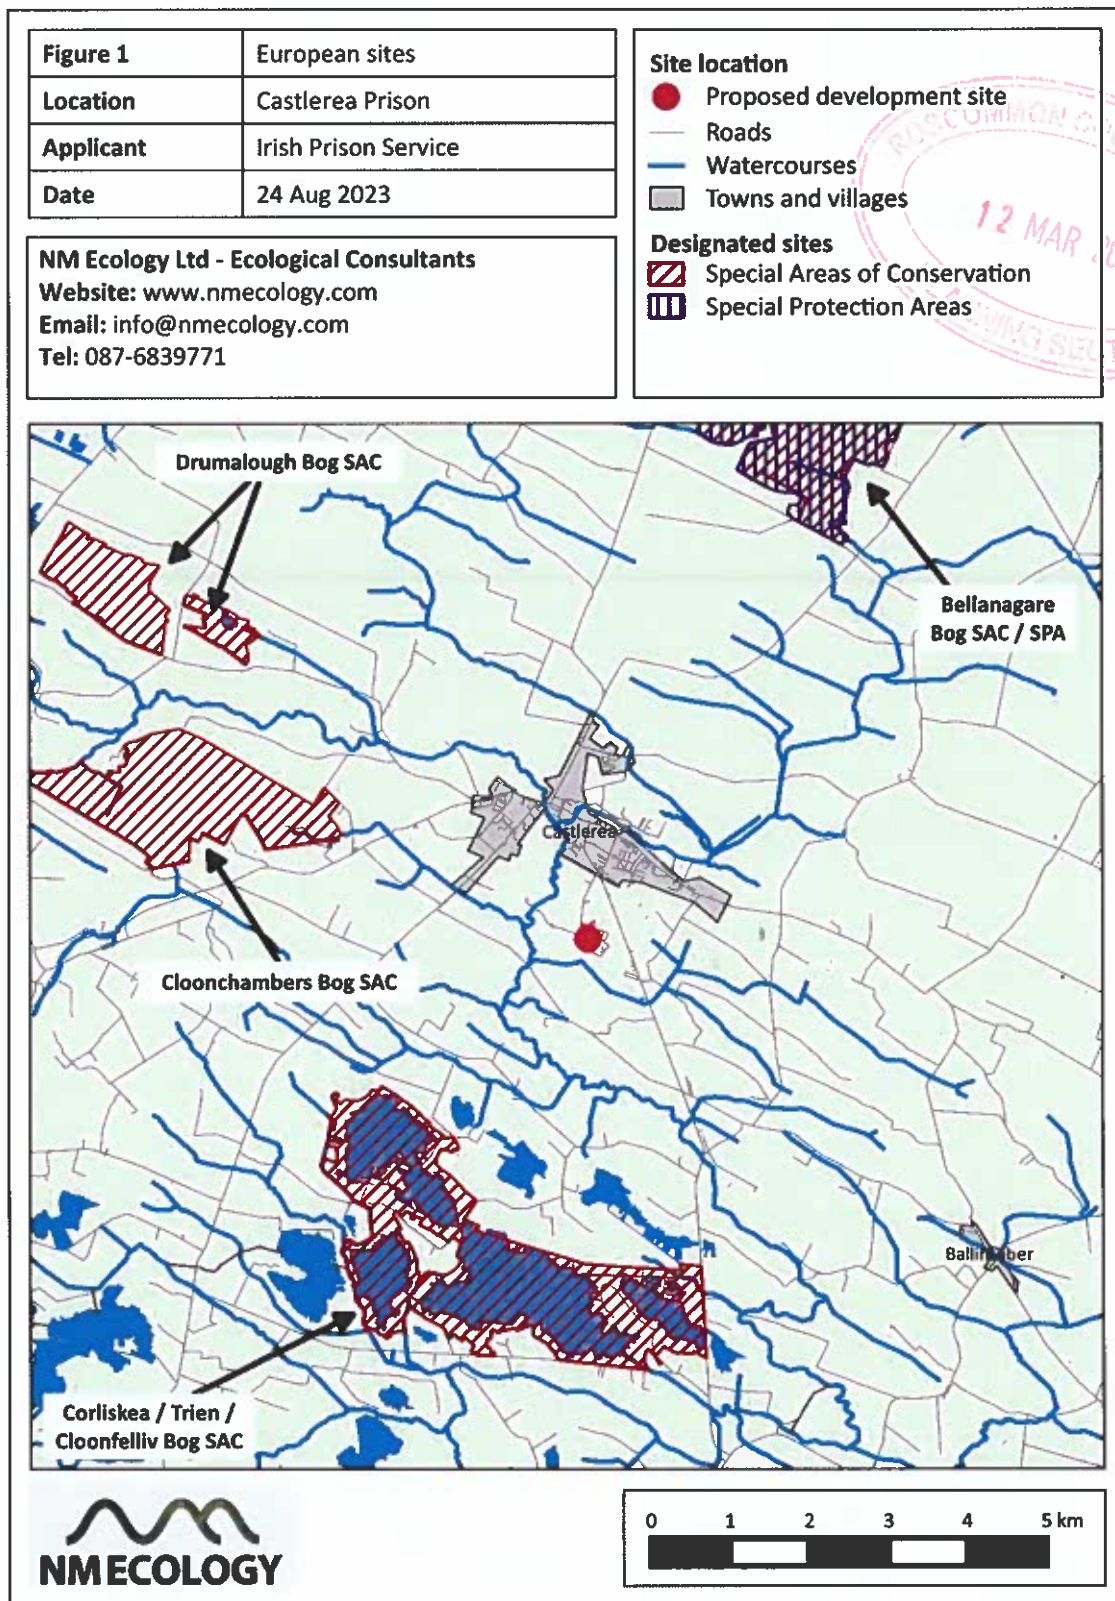 Figure 1 European sites
Location Castlerea Prison
Applicant Irish Prison Service
Date 24 Aug 2023
NM Ecology Ltd - Ecological Consultants
Website: www.nmecology.com
Email: info@nmecology.com
Tel: 087-6839771
Site location
Proposed development site
Roads
Watercourses
Towns and villages
Designated sites
Special Areas of Conservation
Special Protection Areas
ROSCOMMON
12 MAR
Drumalough Bog SAC
Bellanagare
Bog SAC / SPA
Castlerea
Cloonchambers Bog SAC
Corliskea / Trien /
Cloonfelliv Bog SAC
NMECOLOGY
0 1 2 3 4 5 km